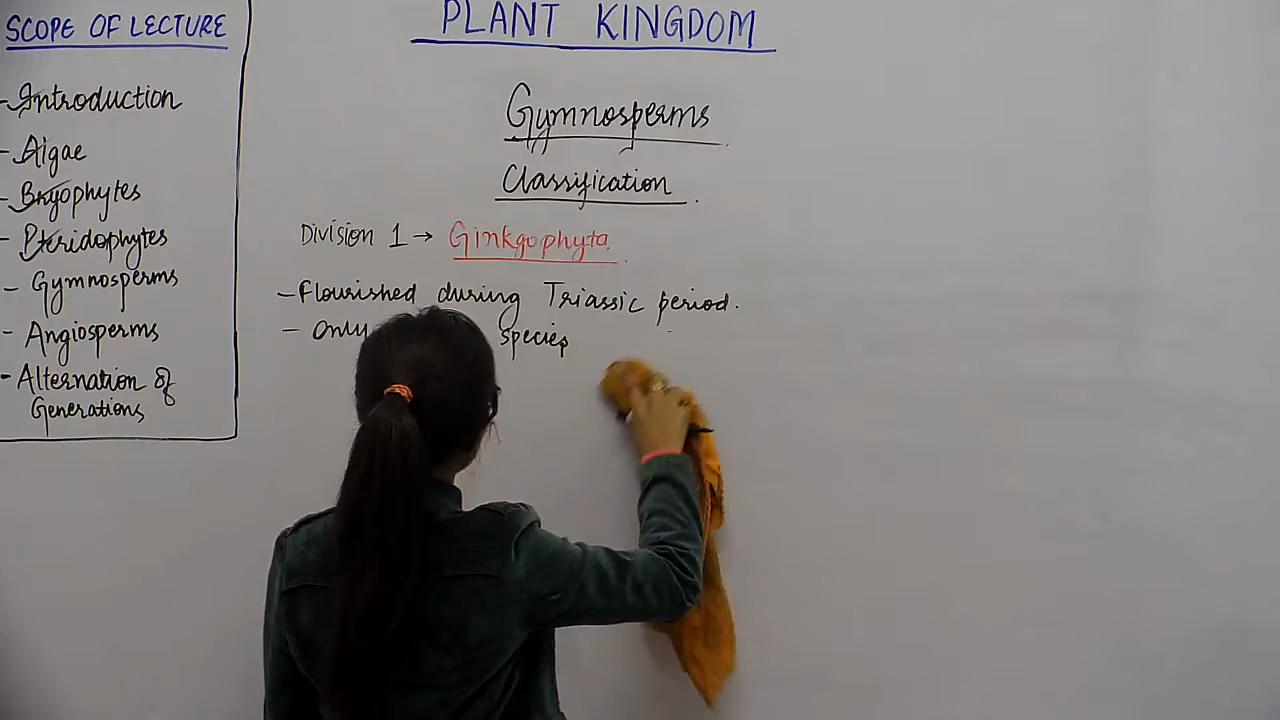 SCOPE OF LECTURE
- Introduction
- Algae
- Bryophytes
- Pteridophytes
- Gymnosperms
- Angiosperms
- Alternation of
Generations
PLANT KINGDOM
Gymnosperms
Classification
Division 1 → Ginkgophyta
- Flourished during Triassic period.
- Only species